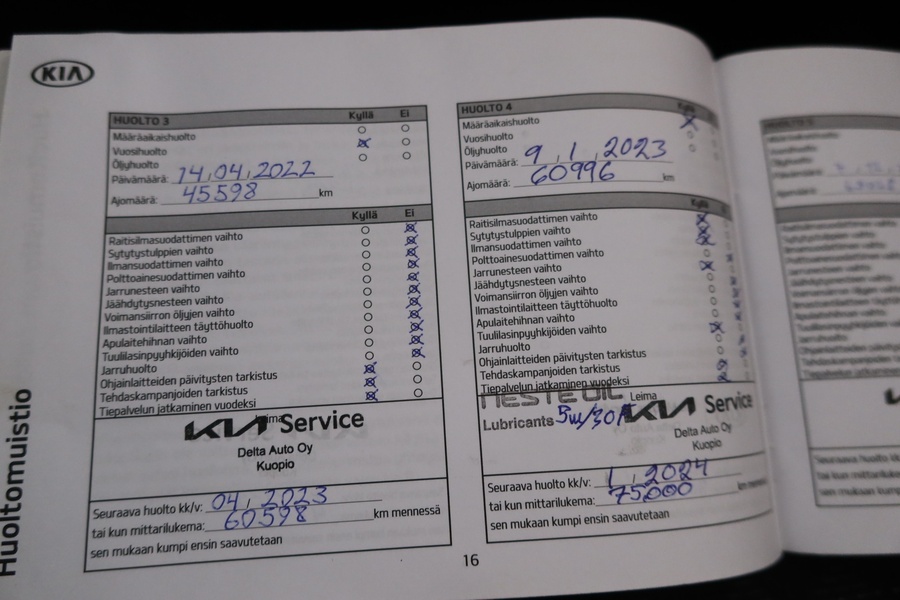 KIA
HUOLTO 3 Kyllä Ei
Määräaikaishuolto
Vuosihuolto
Öljyhuolto
Päivämäärä: 14,04,2022
Ajomäärä: 45598 km
Kyllä Ei
Raitisilmasuodattimen vaihto
Sytytystulppien vaihto
Ilmansuodattimen vaihto
Polttoainesuodattimen vaihto
Jarrunesteen vaihto
Jäähdytysnesteen vaihto
Voimansiirron öljyjen vaihto
Ilmastointilaitteen täyttöhuolto
Apulaitehihnan vaihto
Tuulilasinpyyhkijöiden vaihto
Jarruhuolto
Ohjainlaitteiden päivitysten tarkistus
Tehdaskampanjoiden tarkistus
Tiepalvelun jatkaminen vuodeksi
Leima
KIA Service
Delta Auto Oy
Kuopio
Seuraava huolto kk/v: 04, 2023
tai kun mittarilukema: 60598 km mennessä
sen mukaan kumpi ensin saavutetaan
HUOLTO 4 Kyllä
Määräaikaishuolto
Vuosihuolto
Öljyhuolto
Päivämäärä: 9,1,2023
Ajomäärä: 60996 km
Kyllä
Raitisilmasuodattimen vaihto
Sytytystulppien vaihto
Ilmansuodattimen vaihto
Polttoainesuodattimen vaihto
Jarrunesteen vaihto
Jäähdytysnesteen vaihto
Voimansiirron öljyjen vaihto
Ilmastointilaitteen täyttöhuolto
Apulaitehihnan vaihto
Tuulilasinpyyhkijöiden vaihto
Jarruhuolto
Ohjainlaitteiden päivitysten tarkistus
Tehdaskampanjoiden tarkistus
Tiepalvelun jatkaminen vuodeksi
NESTE OIL Leima
Lubricants 5w/30 KIA Service
Delta Auto Oy
Kuopio
Seuraava huolto kk/v: 1, 2024
tai kun mittarilukema: 75000 km
sen mukaan kumpi ensin saavutetaan
16
Huoltomuistio